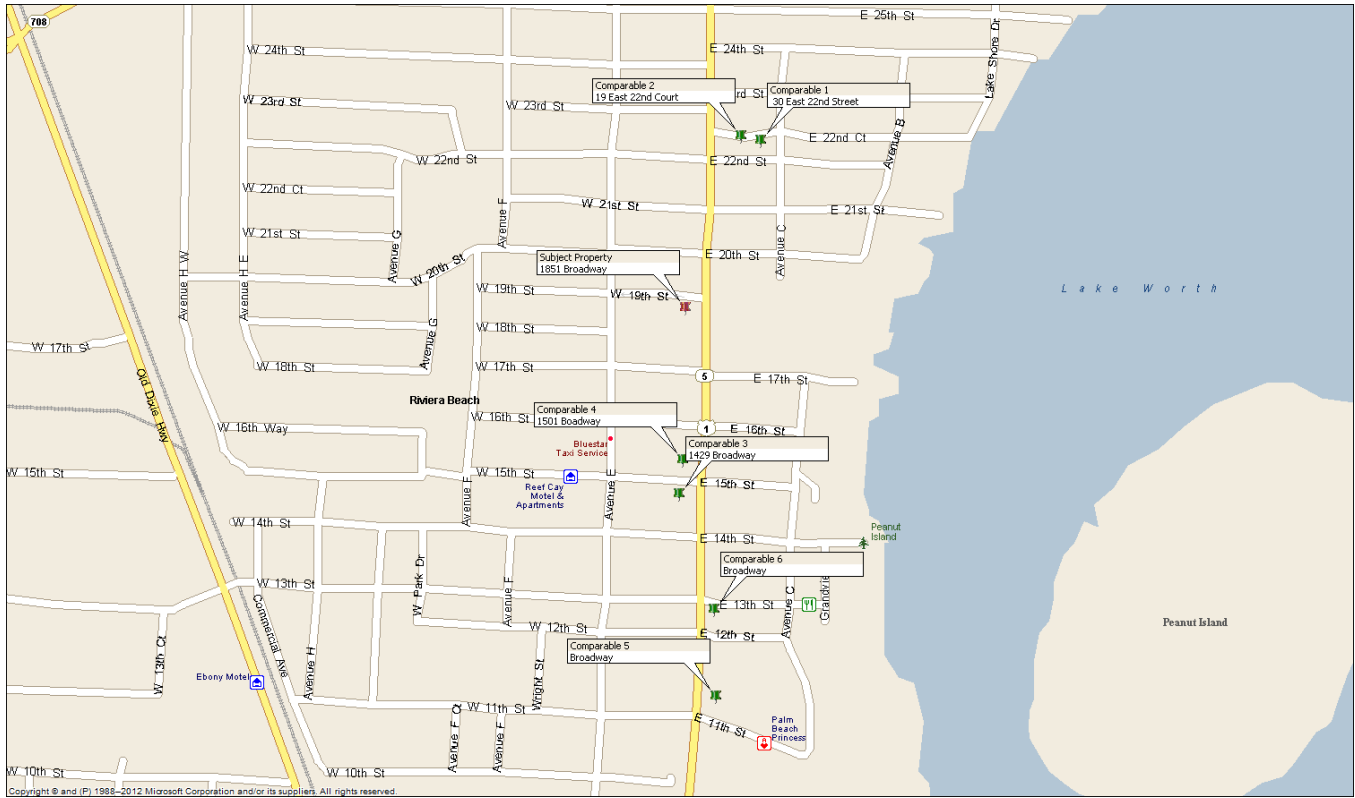 708
E 25th St
W 24th St
E 24th St
Lake Shore Dr
Comparable 2
19 East 22nd Court
rd St
Comparable 1
30 East 22nd Street
W 23rd St
W 23rd St
E 22nd Ct
Avenue B
W 22nd St
E 22nd St
W 22nd Ct
W 21st St
E 21st St
Avenue F
W 21st St
Avenue G
Avenue C
Avenue H W
Avenue H E
W 20th St
E 20th St
Subject Property
1851 Broadway
W 19th St
W 19th St
Lake Worth
W 18th St
Avenue G
W 17th St
W 18th St
W 17th St
5
E 17th St
Old Dixie Hwy
Riviera Beach
Comparable 4
1501 Boadway
W 16th St
W 16th Way
1
E 16th St
Bluestar
Taxi Service
Comparable 3
1429 Broadway
W 15th St
W 15th St
E 15th St
Reef Cay
Motel &
Apartments
Avenue F
Avenue E
W 14th St
E 14th St
Peanut
Island
Comparable 6
Broadway
W 13th St
W Park Dr
Avenue F
E 13th St
Avenue C
Grandvie
Commercial Ave
W 12th St
E 12th St
Peanut Island
W 13th Ct
Comparable 5
Broadway
Ebony Motel
Avenue H
Wright St
W 11th St
E 11th St
Palm
Beach
Princess
Avenue F Ct
Avenue F
W 10th St
W 10th St
Copyright © and (P) 1988–2012 Microsoft Corporation and/or its suppliers. All rights reserved.